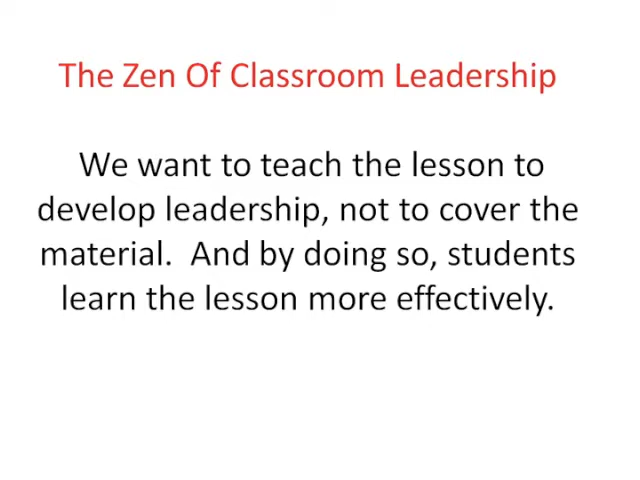 The Zen Of Classroom Leadership
We want to teach the lesson to
develop leadership, not to cover the
material.  And by doing so, students
learn the lesson more effectively.